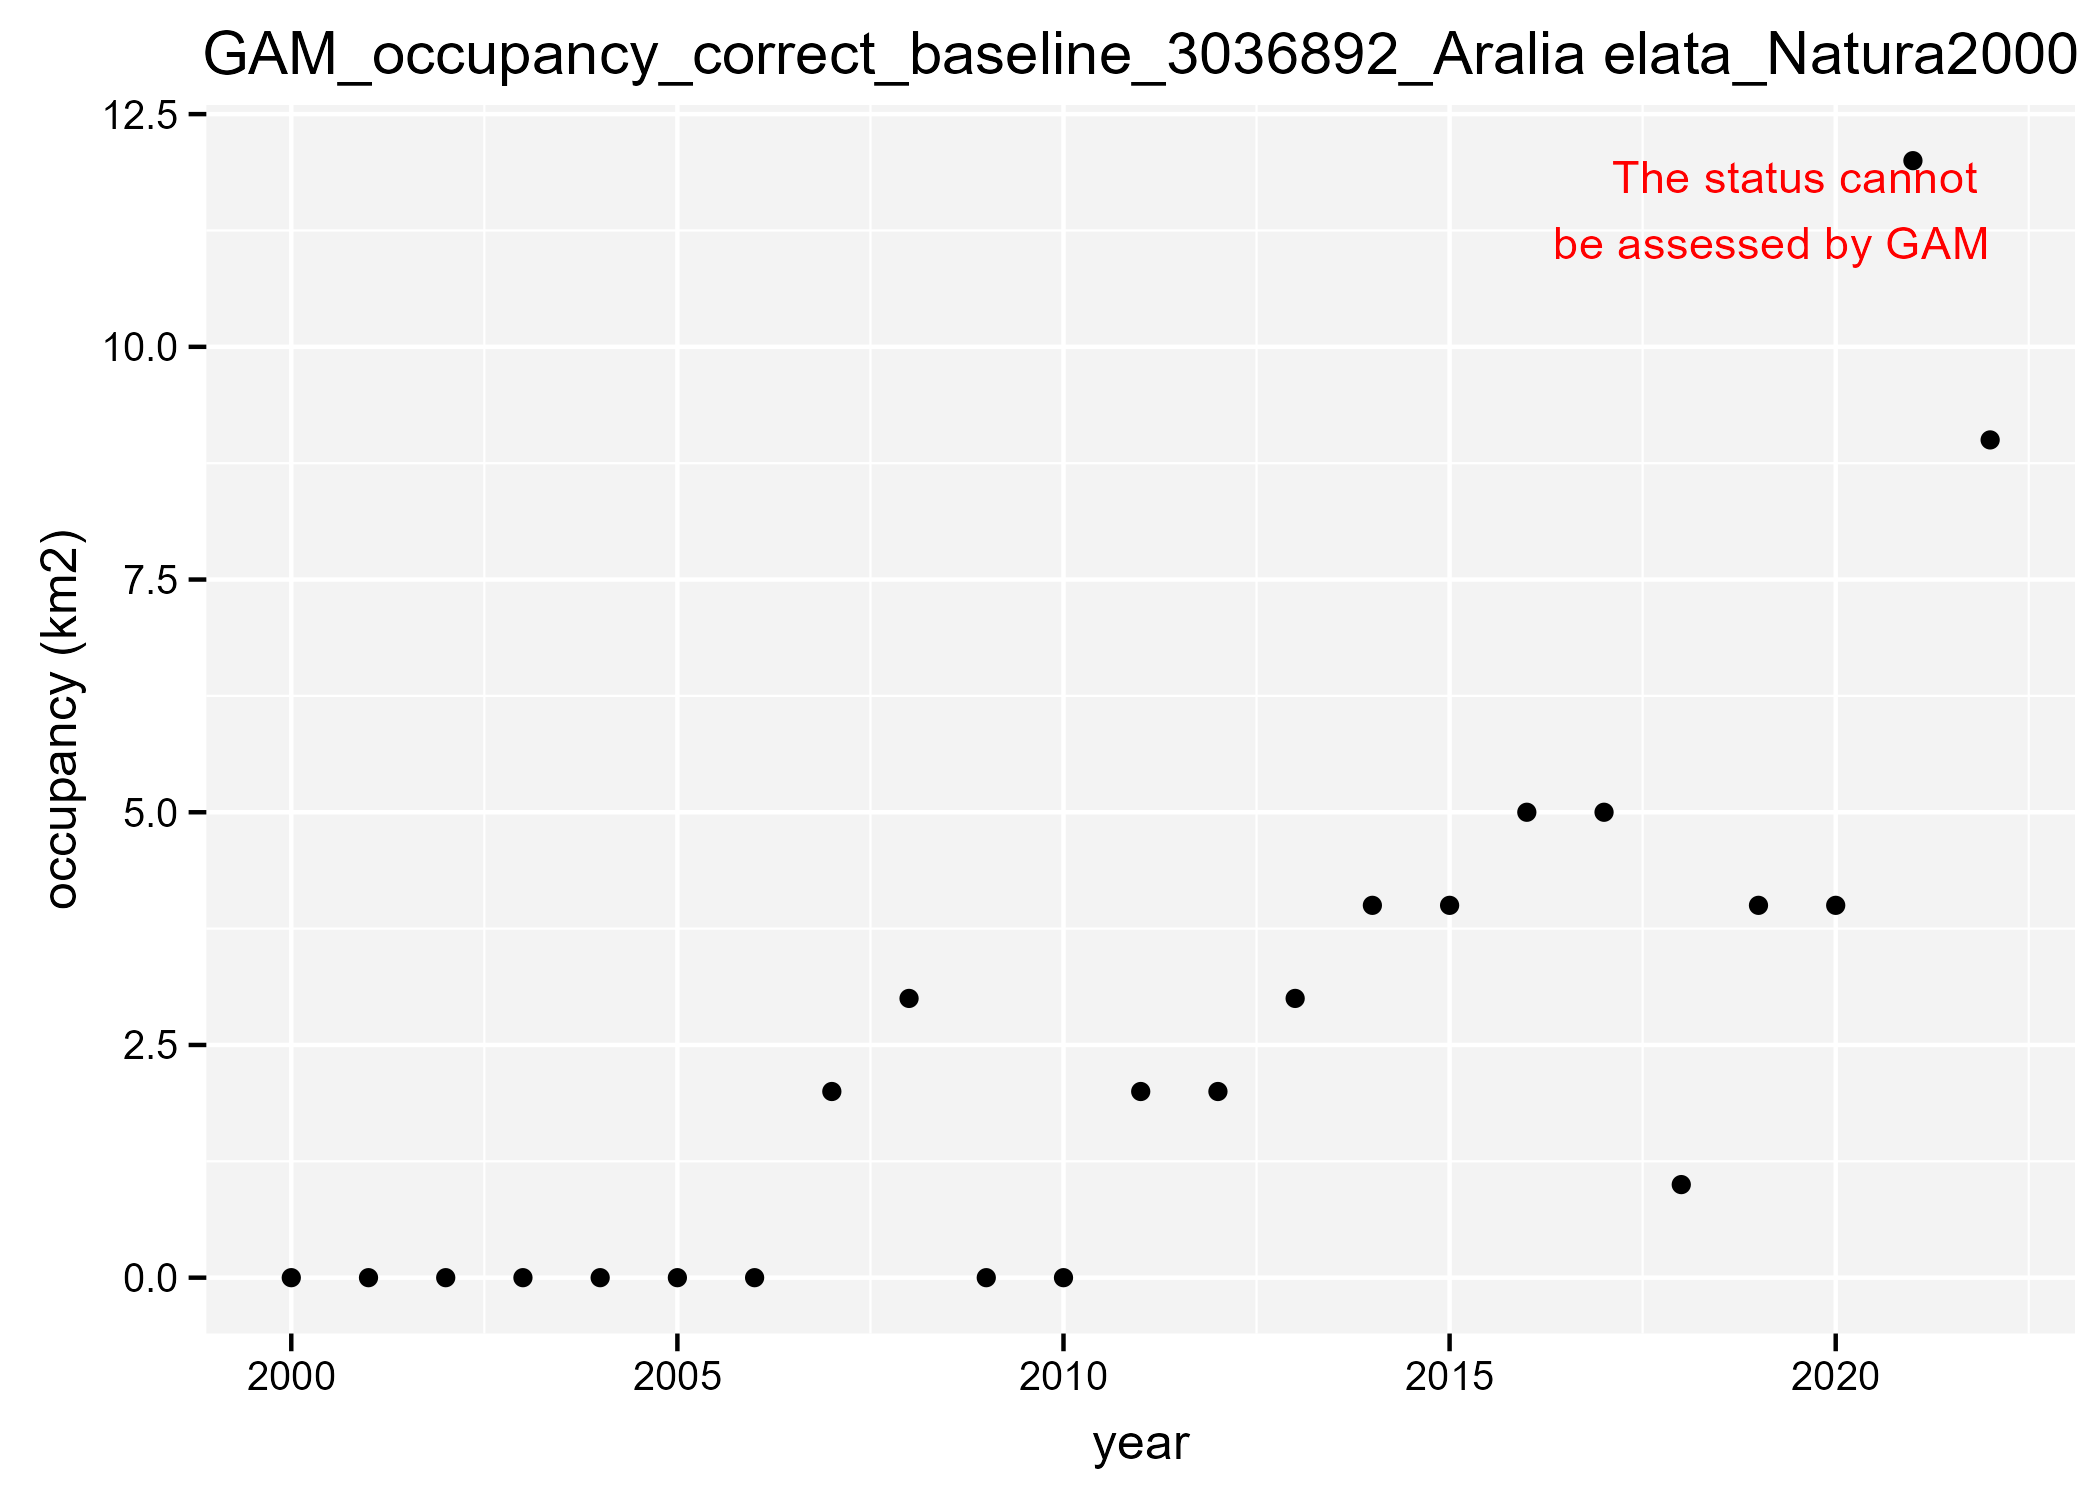 GAM_occupancy_correct_baseline_3036892_Aralia elata_Natura2000
12.5
The status cannot
be assessed by GAM
10.0
7.5
occupancy (km2)
5.0
2.5
0.0
2000 2005 2010 2015 2020
year